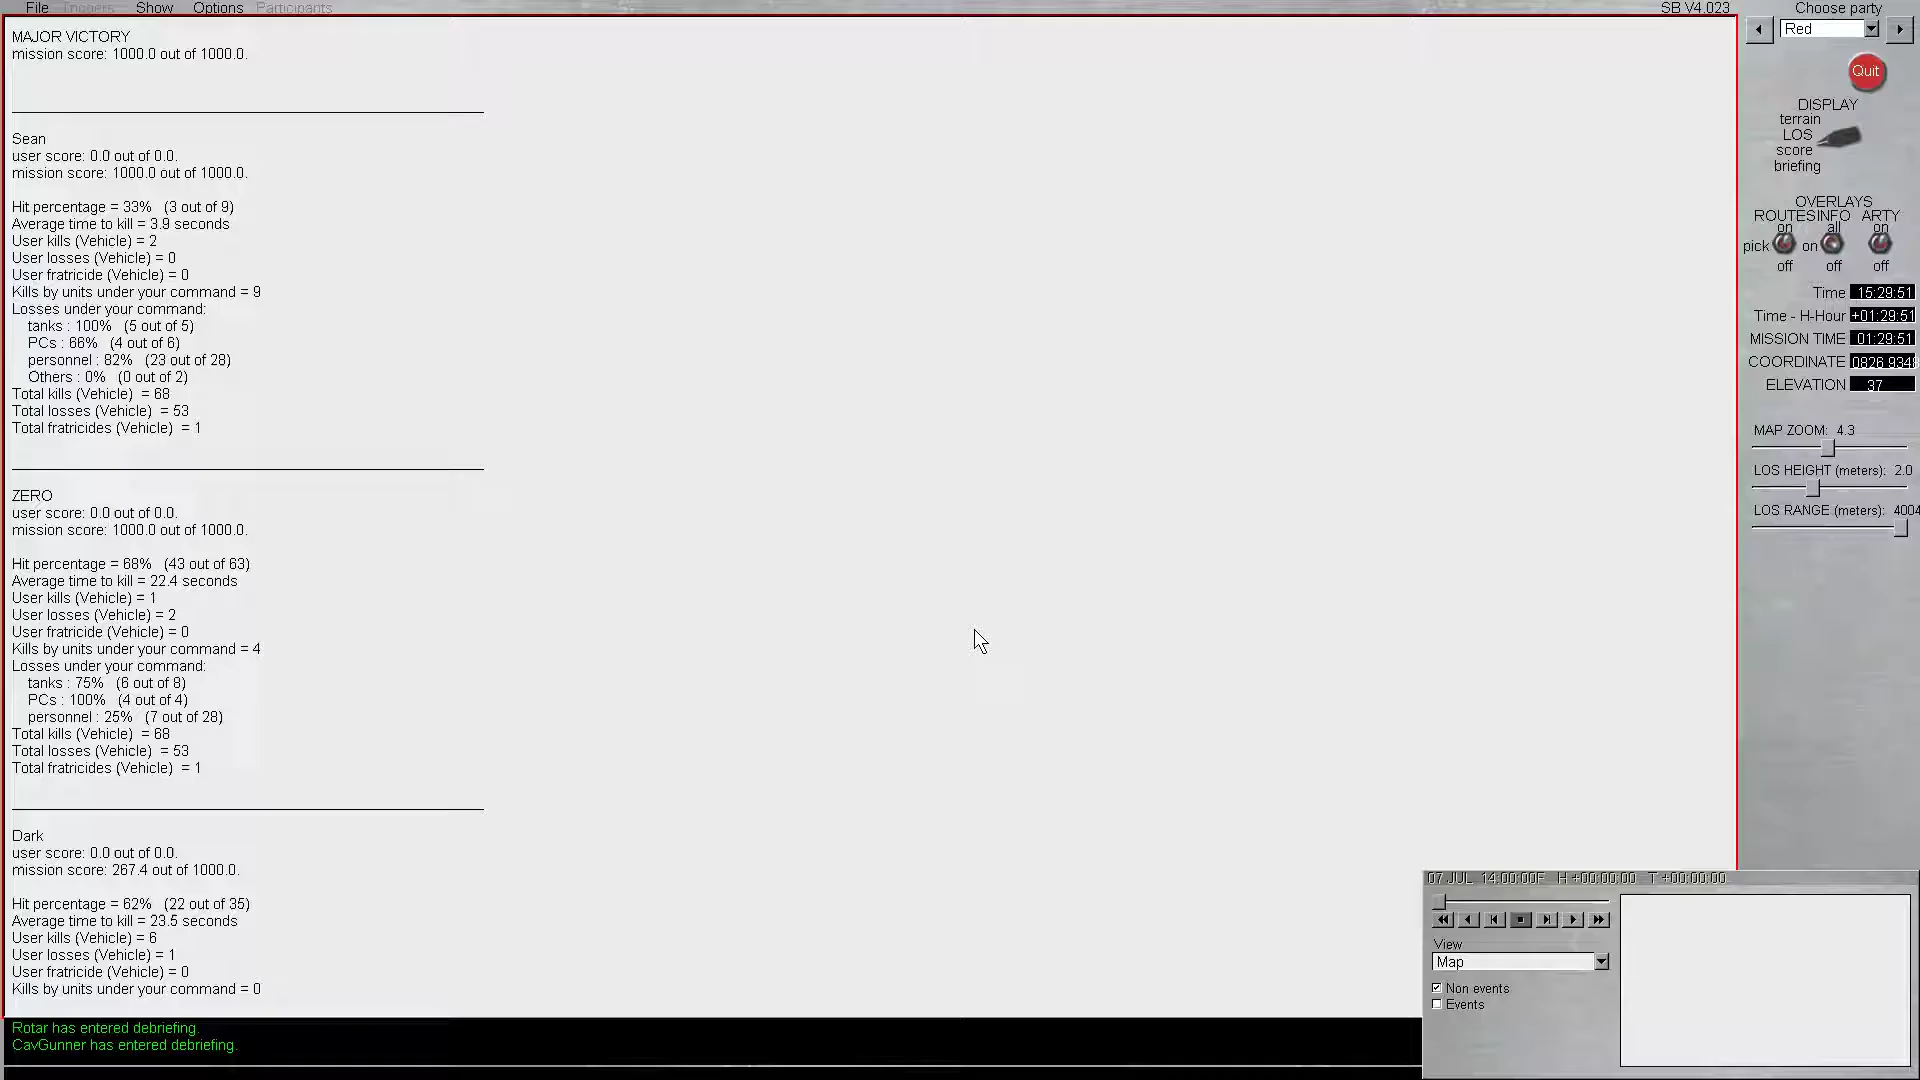 File Triggers Show Options Participants SB V4.023
MAJOR VICTORY
mission score: 1000.0 out of 1000.0.
Sean
user score: 0.0 out of 0.0.
mission score: 1000.0 out of 1000.0.
Hit percentage = 33% (3 out of 9)
Average time to kill = 3.9 seconds
User kills (Vehicle) = 2
User losses (Vehicle) = 0
User fratricide (Vehicle) = 0
Kills by units under your command = 9
Losses under your command:
tanks : 100% (5 out of 5)
PCs : 66% (4 out of 6)
personnel : 82% (23 out of 28)
Others : 0% (0 out of 2)
Total kills (Vehicle) = 68
Total losses (Vehicle) = 53
Total fratricides (Vehicle) = 1
ZERO
user score: 0.0 out of 0.0.
mission score: 1000.0 out of 1000.0.
Hit percentage = 68% (43 out of 63)
Average time to kill = 22.4 seconds
User kills (Vehicle) = 1
User losses (Vehicle) = 2
User fratricide (Vehicle) = 0
Kills by units under your command = 4
Losses under your command:
tanks : 75% (6 out of 8)
PCs : 100% (4 out of 4)
personnel : 25% (7 out of 28)
Total kills (Vehicle) = 68
Total losses (Vehicle) = 53
Total fratricides (Vehicle) = 1
Dark
user score: 0.0 out of 0.0.
mission score: 267.4 out of 1000.0.
Hit percentage = 62% (22 out of 35)
Average time to kill = 23.5 seconds
User kills (Vehicle) = 6
User losses (Vehicle) = 1
User fratricide (Vehicle) = 0
Kills by units under your command = 0
Rotar has entered debriefing.
CavGunner has entered debriefing.
Choose party
Red
Quit
DISPLAY
terrain
LOS
score
briefing
OVERLAYS
ROUTES INFO ARTY
on all on
pick on
off off off
Time 15:29:51
Time - H-Hour +01:29:51
MISSION TIME 01:29:51
COORDINATE 0826 9348
ELEVATION 37
MAP ZOOM: 4.3
LOS HEIGHT (meters): 2.0
LOS RANGE (meters): 4004
07 JUL 14:00:00F H +00:00:00 T +00:00:00
View
Map
Non events
Events